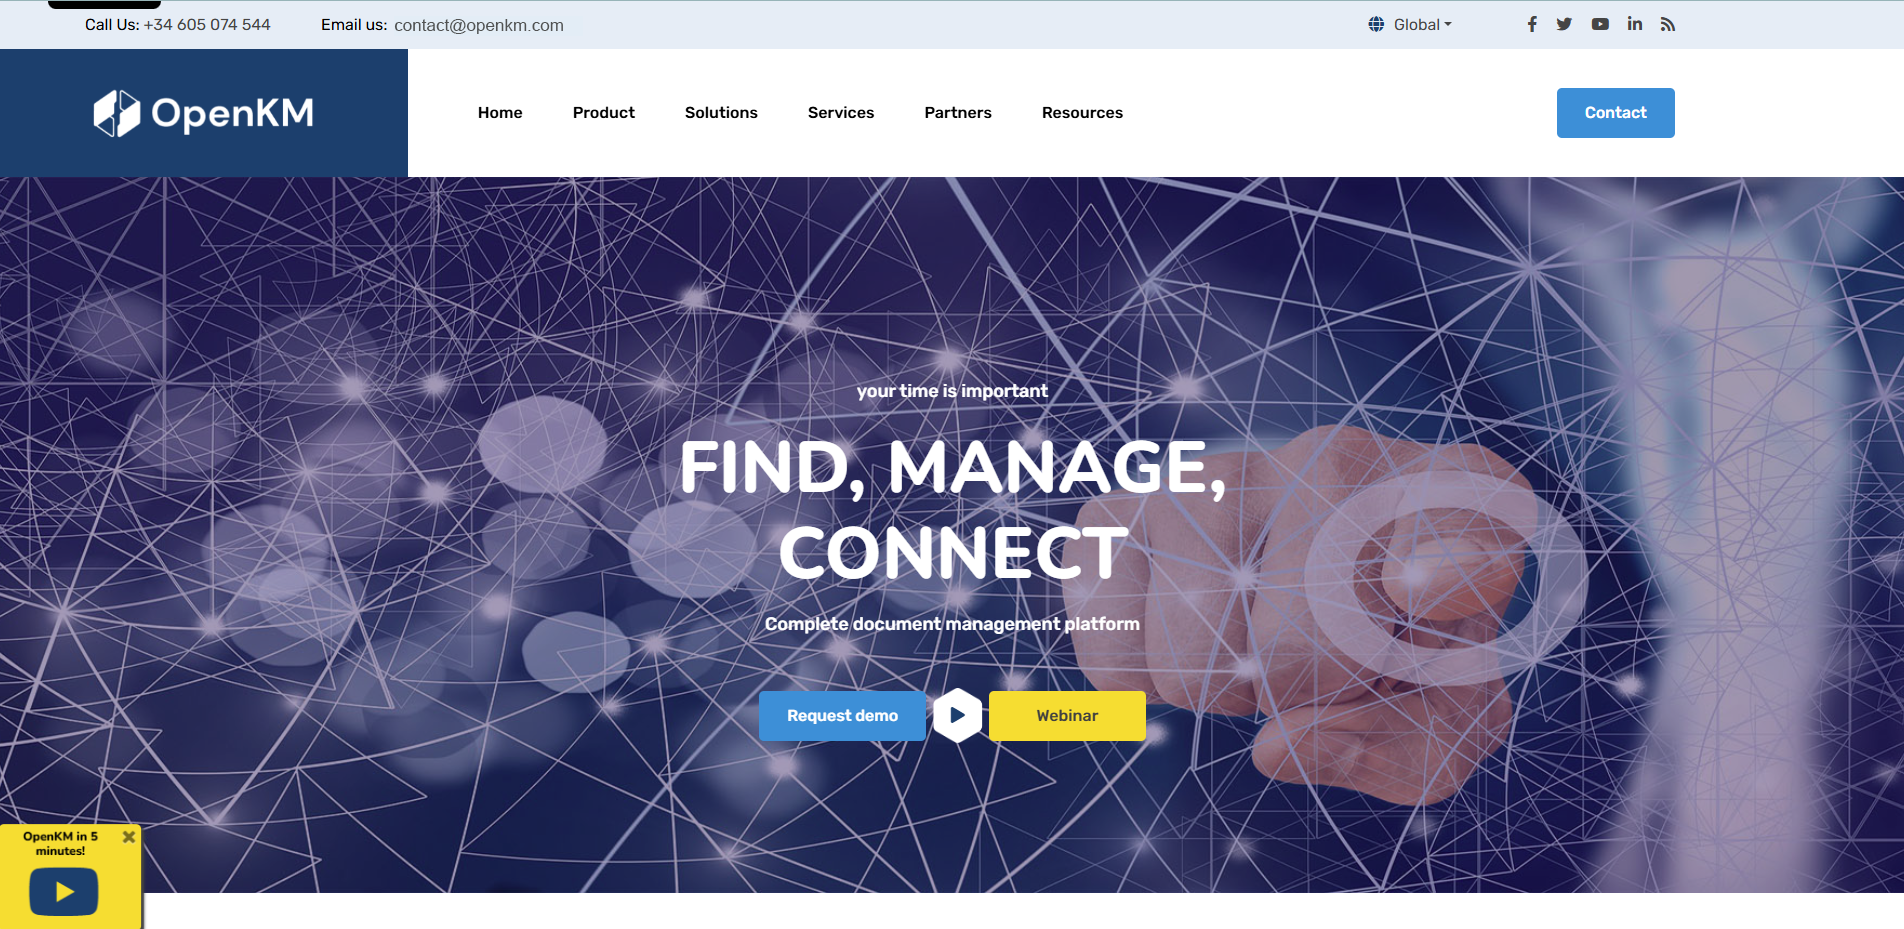 Call Us: +34 605 074 544
Email us: contact@openkm.com
Global
OpenKM
Home
Product
Solutions
Services
Partners
Resources
Contact
your time is important
FIND, MANAGE,
CONNECT
Complete document management platform
Request demo
Webinar
OpenKM in 5
minutes!